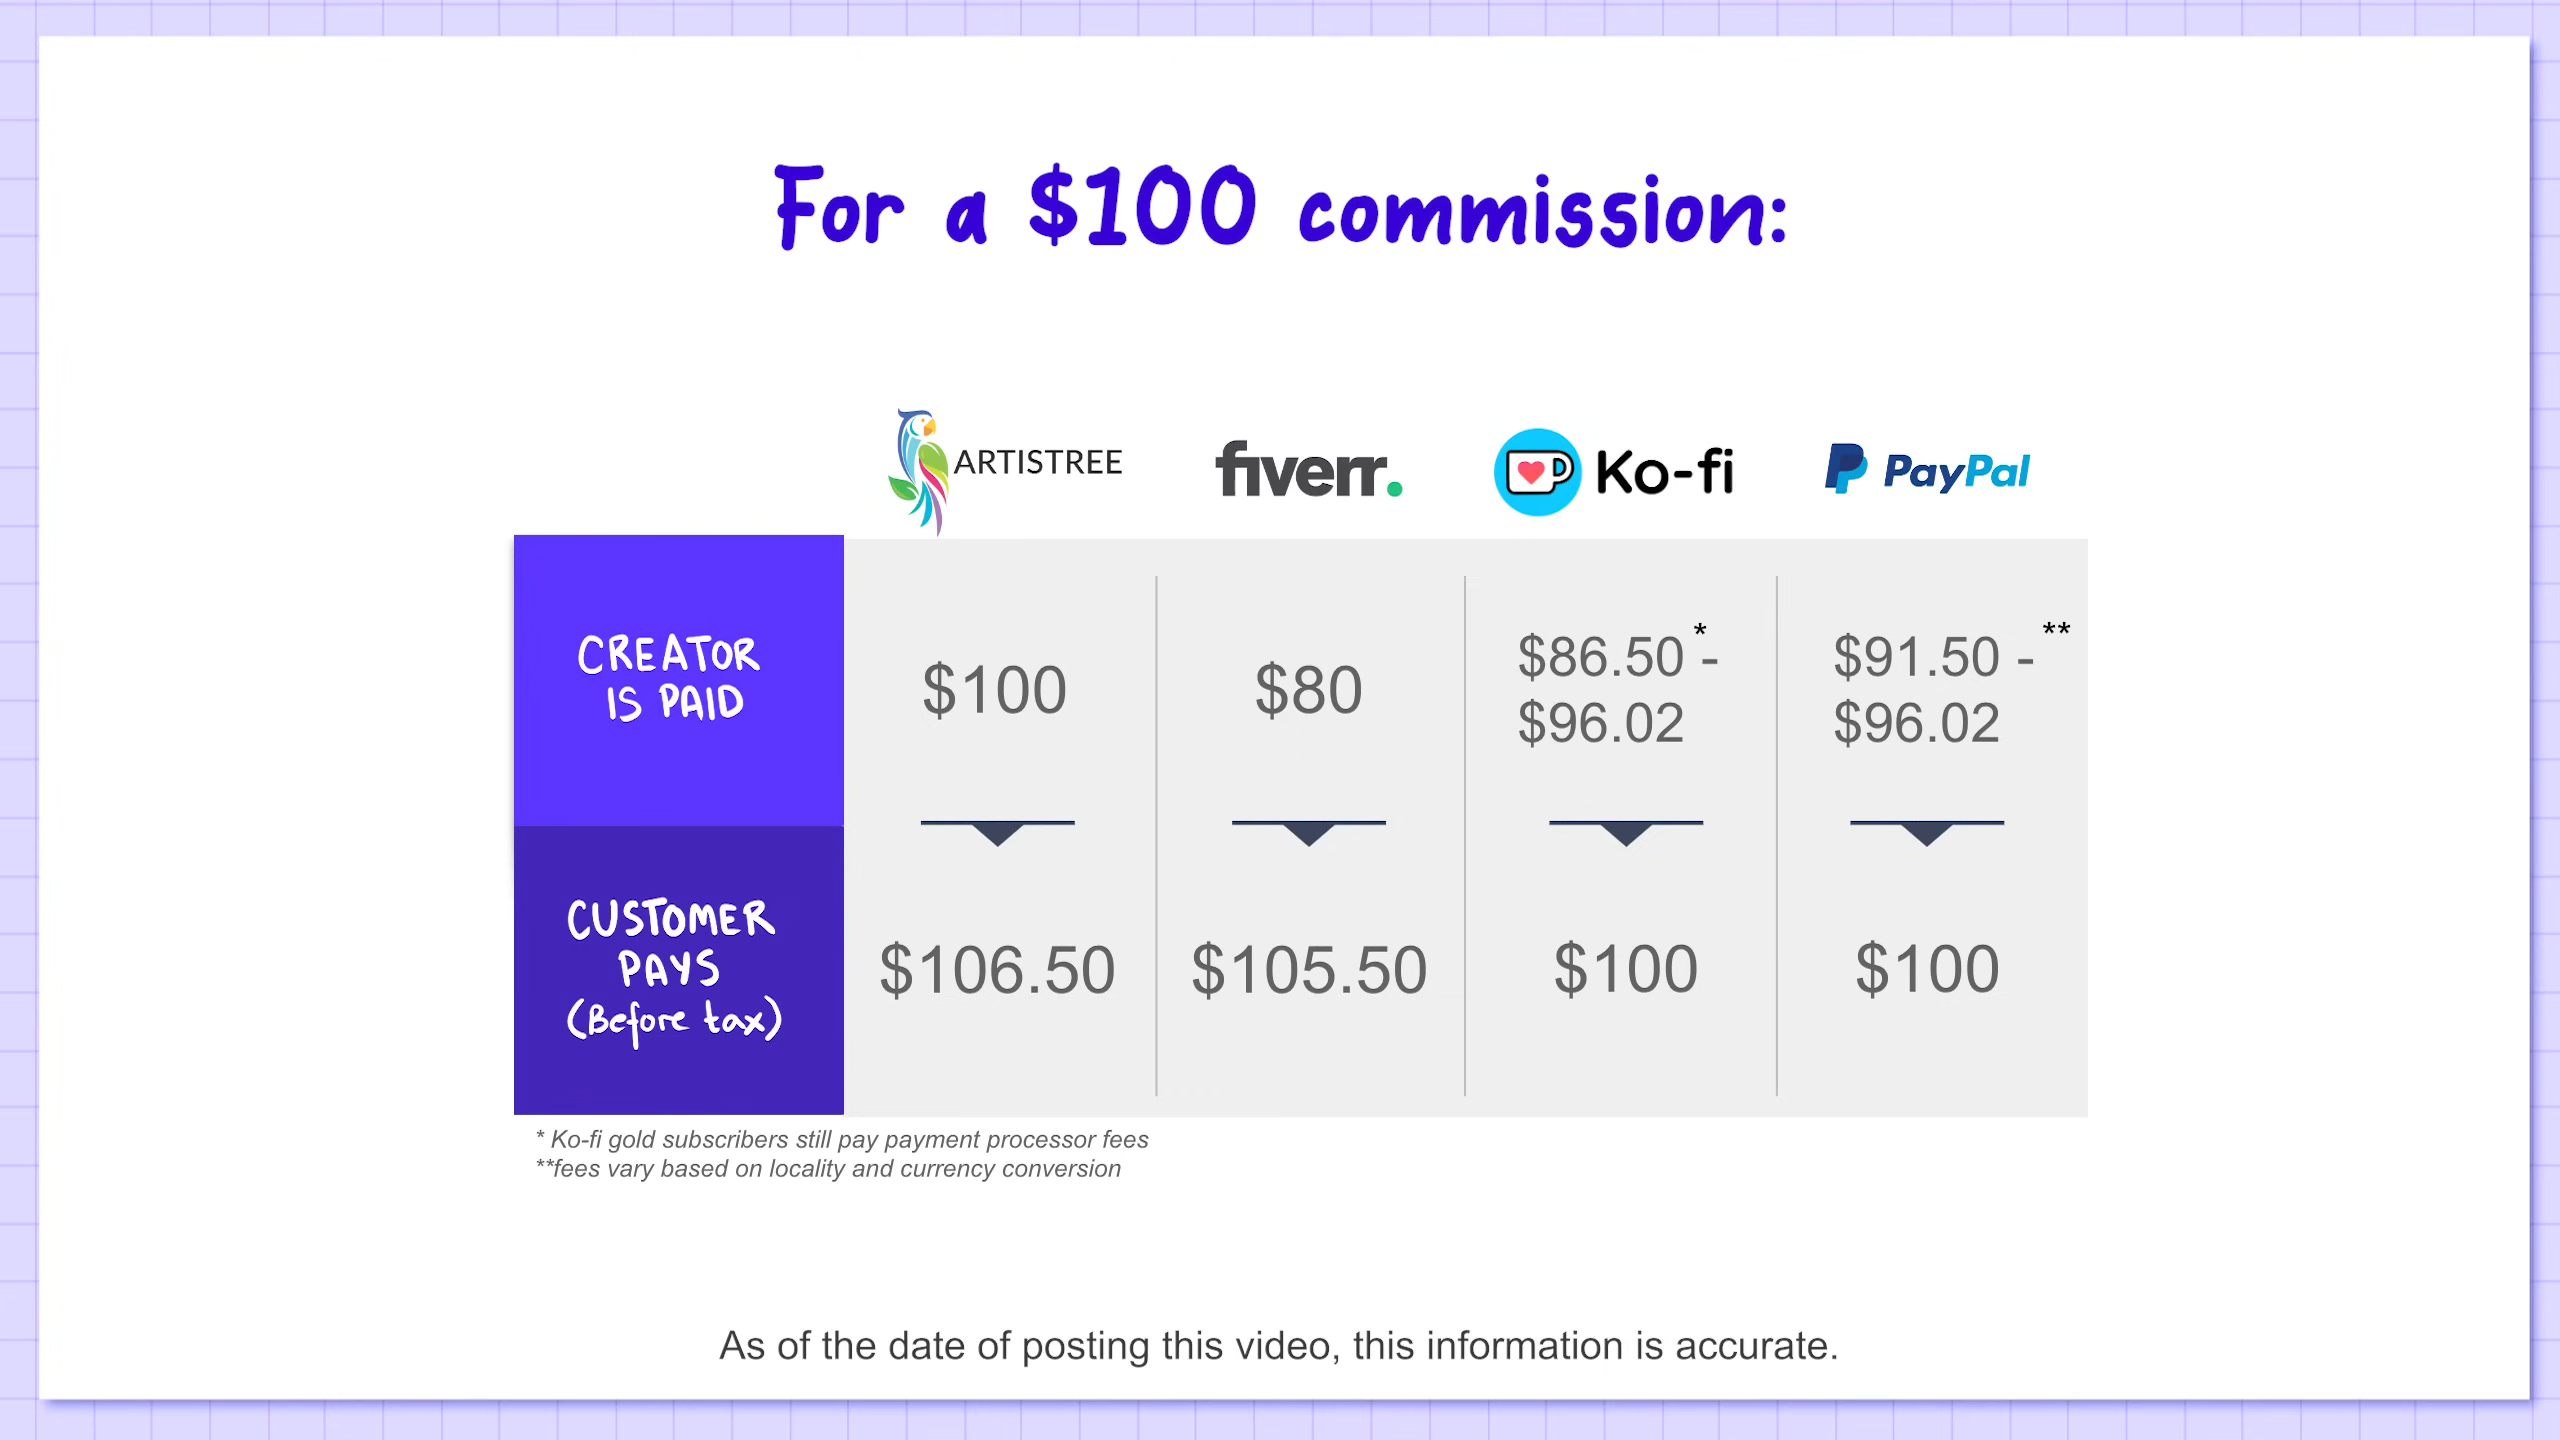 For a $100 commission:
ARTISTREE
fiverr.
Ko-fi
PayPal
CREATOR
IS PAID
$100
$80
$86.50 - *
$96.02
$91.50 - **
$96.02
CUSTOMER
PAYS
(Before tax)
$106.50
$105.50
$100
$100
* Ko-fi gold subscribers still pay payment processor fees
**fees vary based on locality and currency conversion
As of the date of posting this video, this information is accurate.